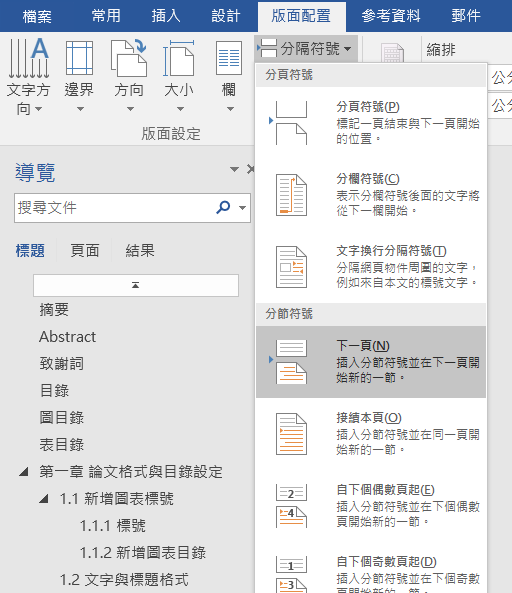 檔案 常用 插入 設計 版面配置 參考資料 郵件
文字方向 邊界 方向 大小 欄 分隔符號 縮排
公分
公分
版面設定
導覽
搜尋文件
標題 頁面 結果
摘要
Abstract
致謝詞
目錄
圖目錄
表目錄
第一章 論文格式與目錄設定
1.1 新增圖表標號
1.1.1 標號
1.1.2 新增圖表目錄
1.2 文字與標題格式
分頁符號
分頁符號(P)
標記一頁結束與下一頁開始
的位置。
分欄符號(C)
表示分欄符號後面的文字將
從下一欄開始。
文字換行分隔符號(T)
分隔網頁物件周圍的文字，
例如來自本文的標號文字。
分節符號
下一頁(N)
插入分節符號並在下一頁開
始新的一節。
接續本頁(O)
插入分節符號並在同一頁開
始新的一節。
自下個偶數頁起(E)
插入分節符號並在下個偶數
頁開始新的一節。
自下個奇數頁起(D)
插入分節符號並在下個奇數
頁開始新的一節。